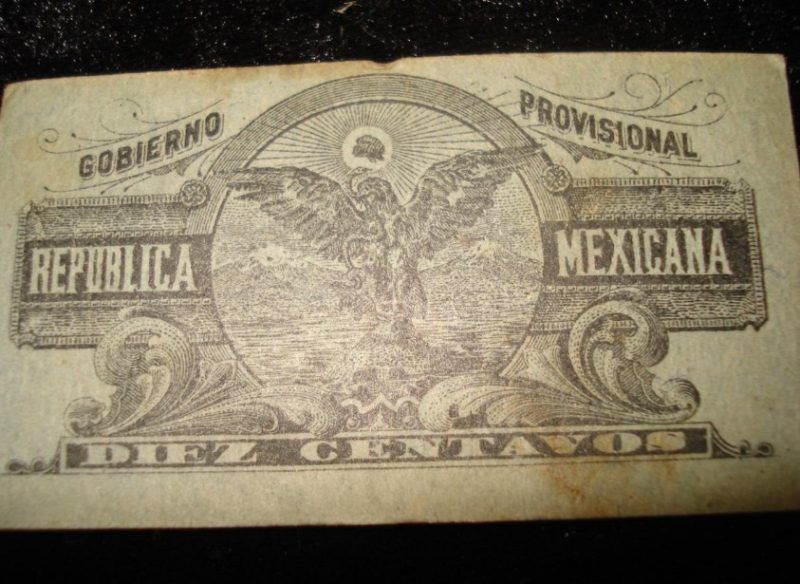 GOBIERNO PROVISIONAL
REPUBLICA MEXICANA
DIEZ CENTAVOS